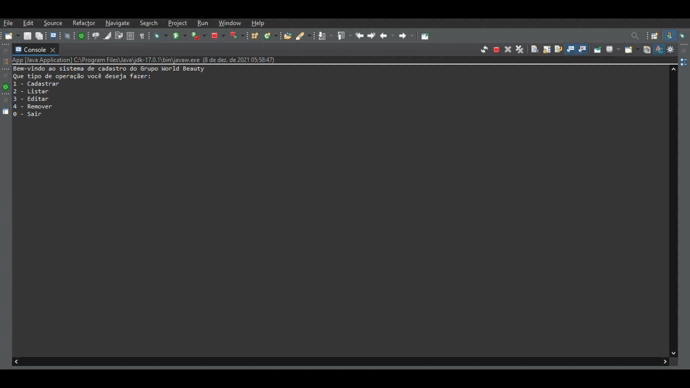 File Edit Source Refactor Navigate Search Project Run Window Help
Console
App [Java Application] C:\Program Files\Java\jdk-17.0.1\bin\javaw.exe (8 de dez. de 2021 05:58:47)
Bem-vindo ao sistema de cadastro do Grupo World Beauty
Que tipo de operação você deseja fazer:
1 - Cadastrar
2 - Listar
3 - Editar
4 - Remover
0 - Sair